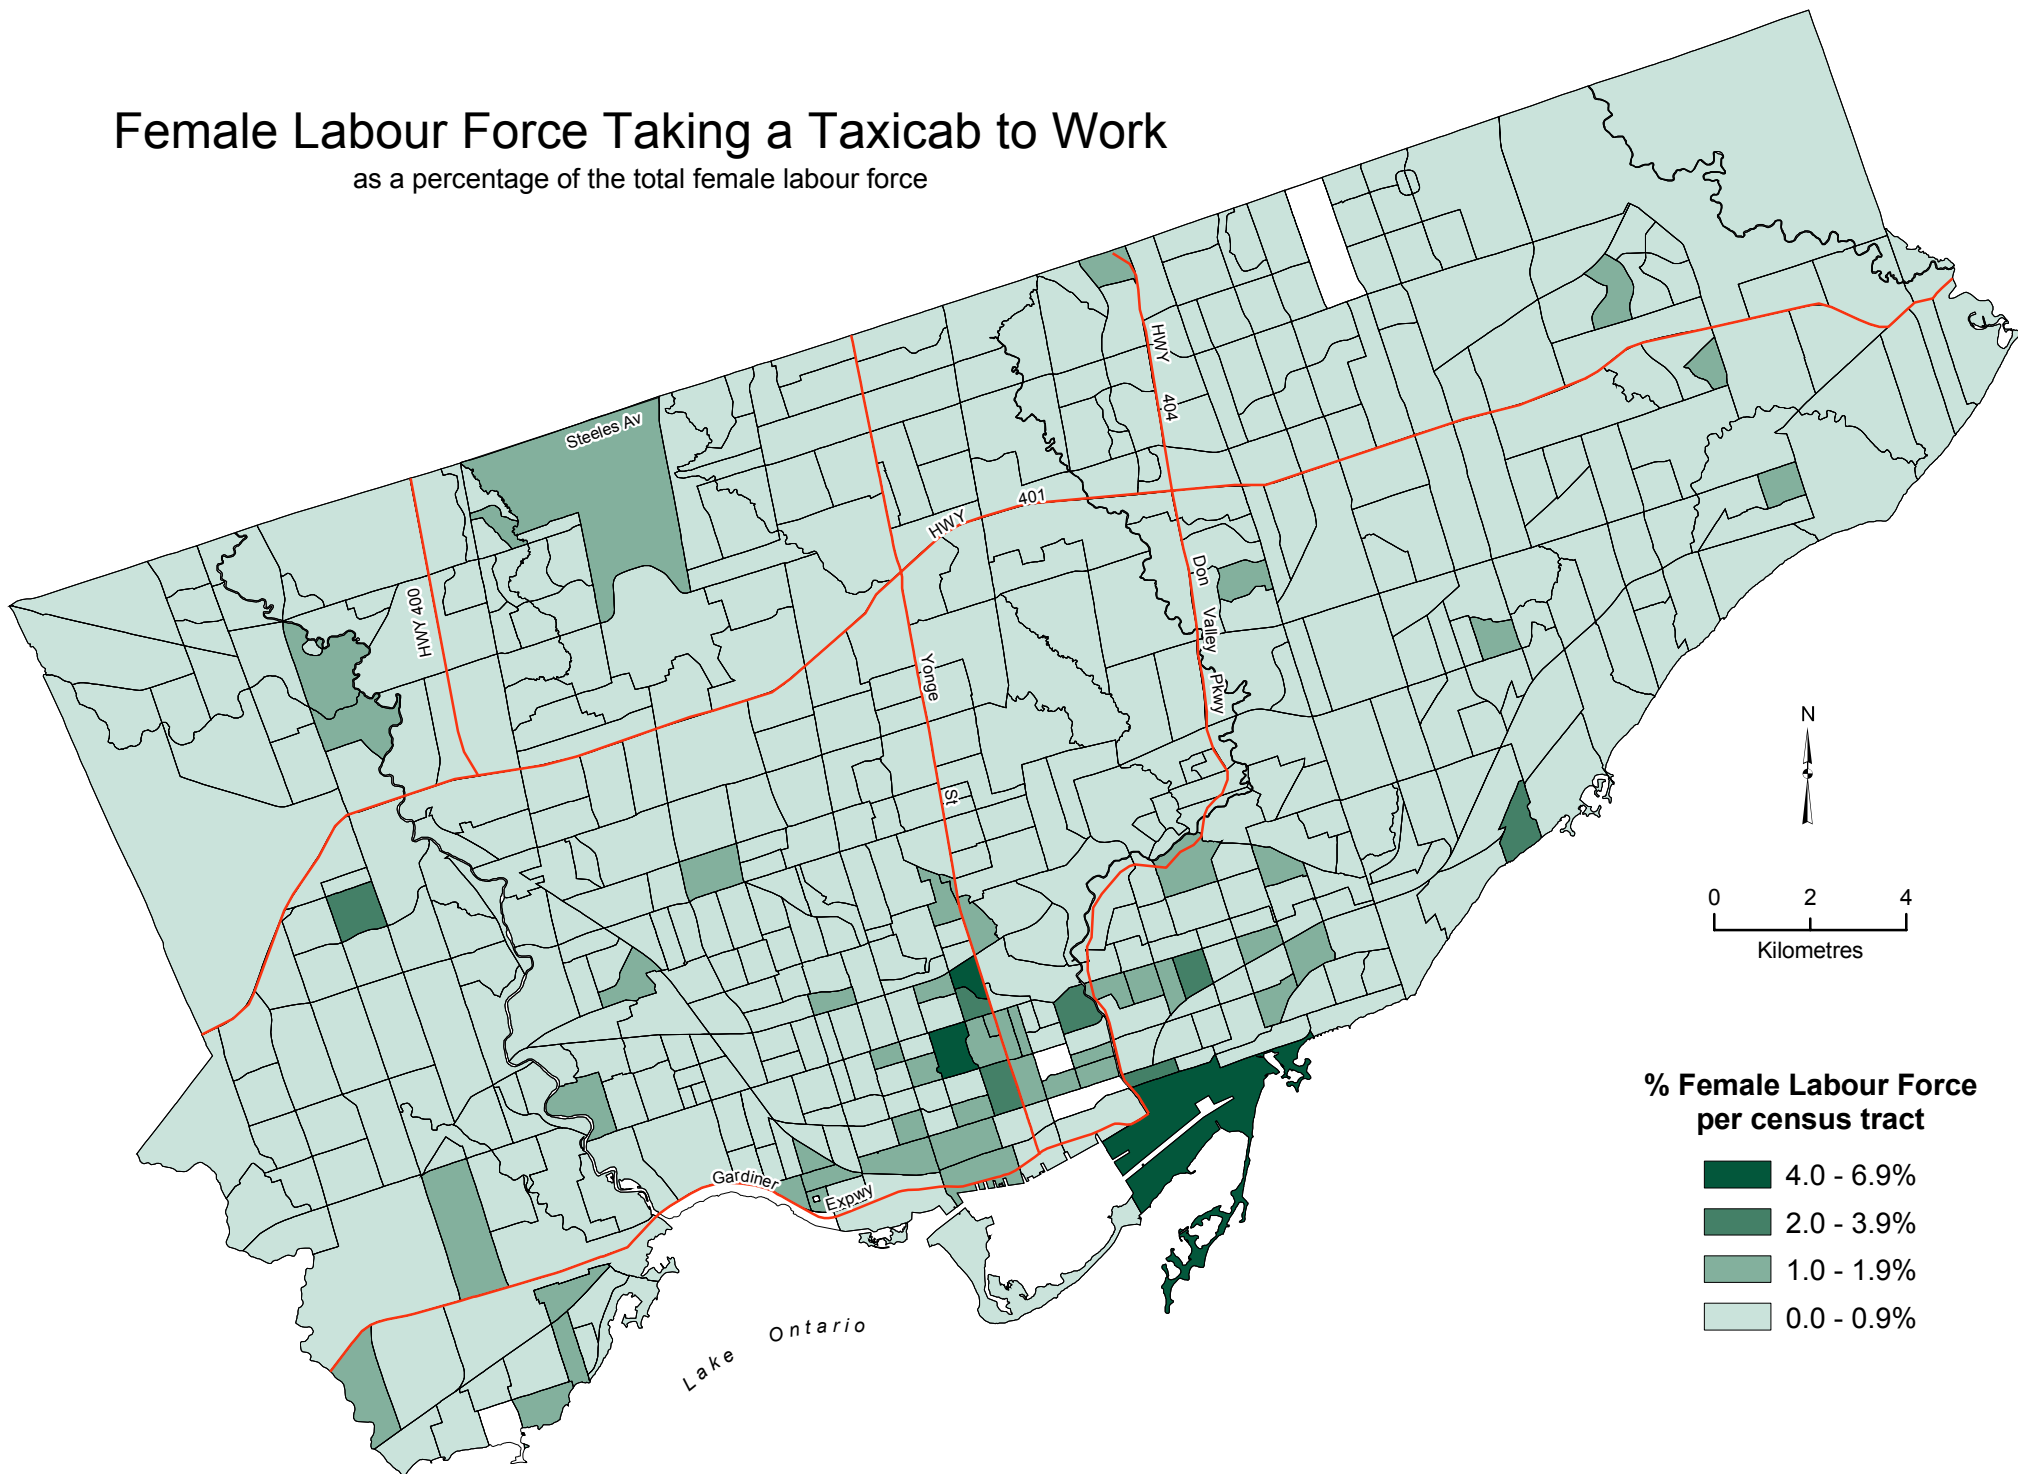 Female Labour Force Taking a Taxicab to Work
as a percentage of the total female labour force
Steeles Av
HWY 404
HWY 401
HWY 400
Don Valley Pkwy
Yonge St
N
0 2 4
Kilometres
Gardiner Expwy
Lake Ontario
% Female Labour Force
per census tract
4.0 - 6.9%
2.0 - 3.9%
1.0 - 1.9%
0.0 - 0.9%